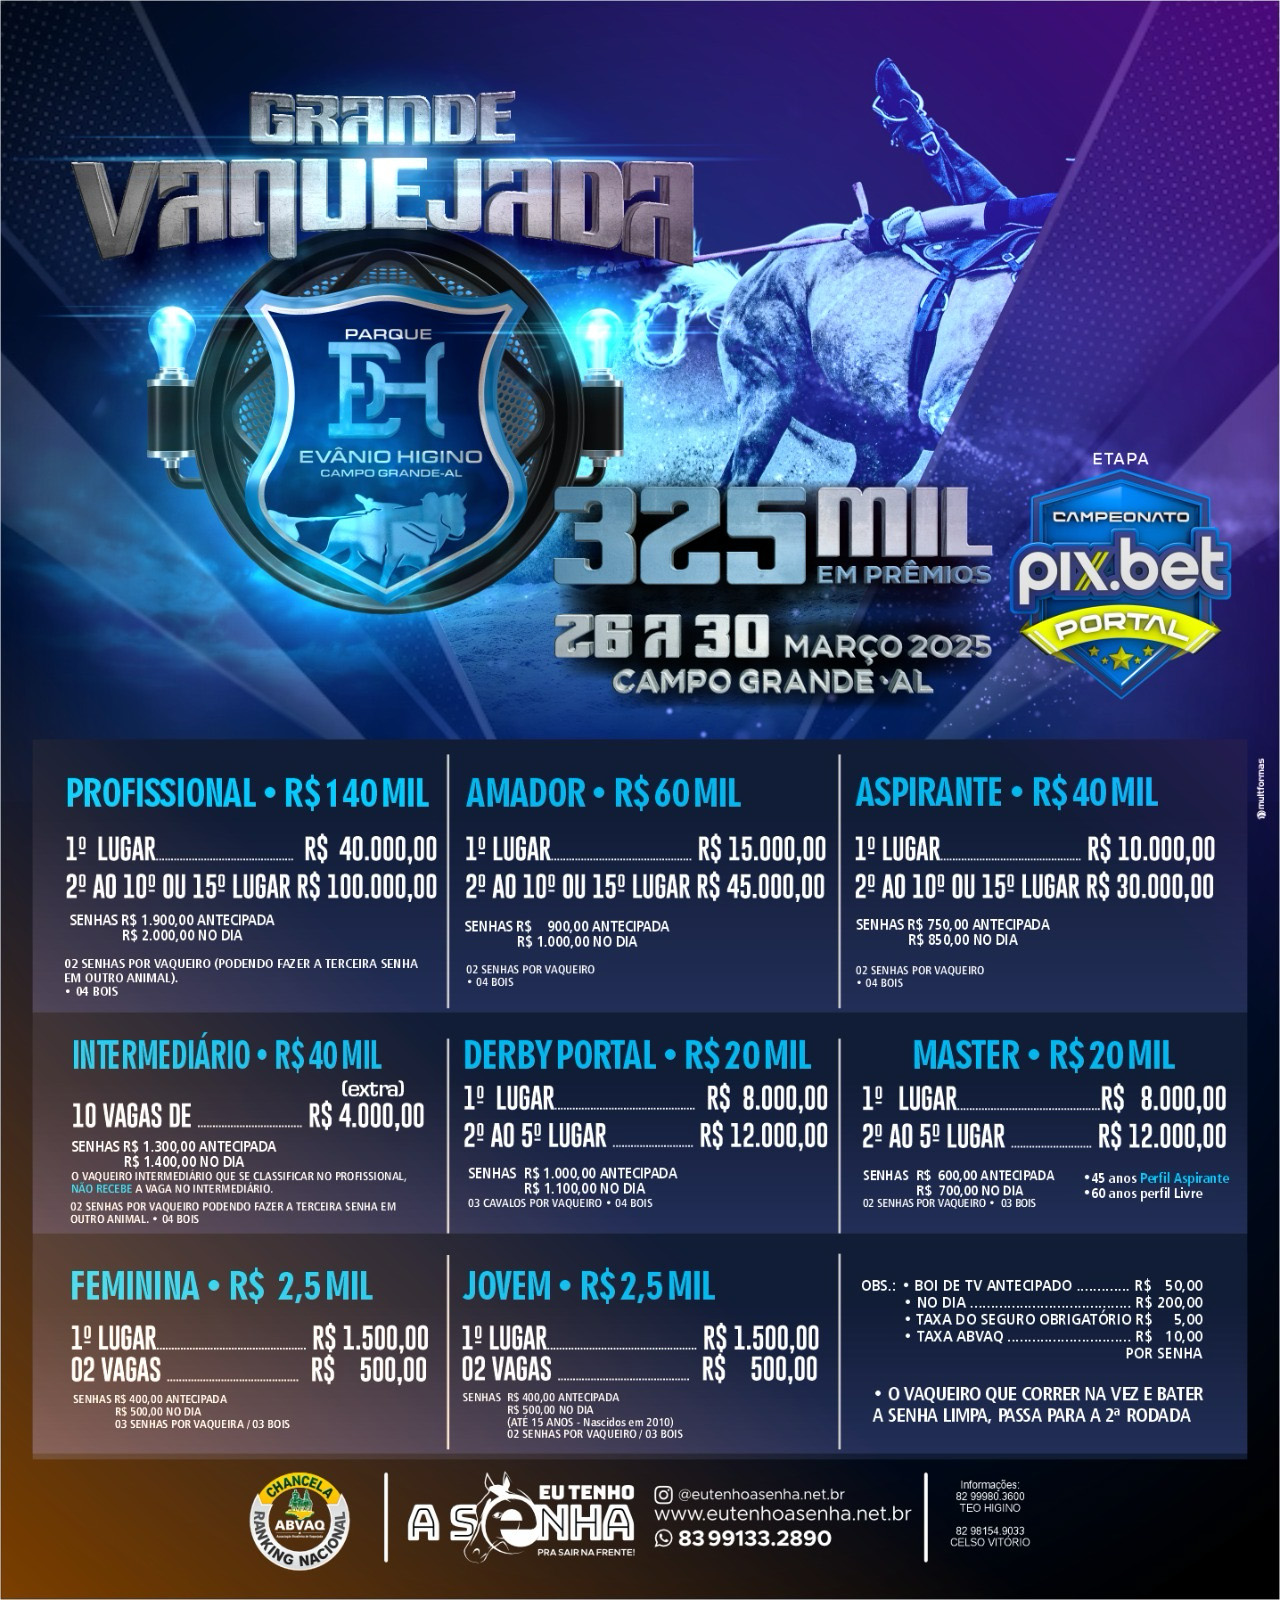 GRANDE
VAQUEJADA
PARQUE
EH
EVÂNIO HIGINO
CAMPO GRANDE-AL
325 MIL
EM PRÊMIOS
26 A 30 MARÇO 2025
CAMPO GRANDE•AL
ETAPA
CAMPEONATO
pix.bet
PORTAL
multformas
PROFISSIONAL • R$ 140 MIL
1º LUGAR R$ 40.000,00
2º AO 10º OU 15º LUGAR R$ 100.000,00
SENHAS R$ 1.900,00 ANTECIPADA
R$ 2.000,00 NO DIA
02 SENHAS POR VAQUEIRO (PODENDO FAZER A TERCEIRA SENHA
EM OUTRO ANIMAL).
• 04 BOIS
AMADOR • R$ 60 MIL
1º LUGAR R$ 15.000,00
2º AO 10º OU 15º LUGAR R$ 45.000,00
SENHAS R$ 900,00 ANTECIPADA
R$ 1.000,00 NO DIA
02 SENHAS POR VAQUEIRO
• 04 BOIS
ASPIRANTE • R$ 40 MIL
1º LUGAR R$ 10.000,00
2º AO 10º OU 15º LUGAR R$ 30.000,00
SENHAS R$ 750,00 ANTECIPADA
R$ 850,00 NO DIA
02 SENHAS POR VAQUEIRO
• 04 BOIS
INTERMEDIÁRIO • R$ 40 MIL
(extra)
10 VAGAS DE R$ 4.000,00
SENHAS R$ 1.300,00 ANTECIPADA
R$ 1.400,00 NO DIA
O VAQUEIRO INTERMEDIÁRIO QUE SE CLASSIFICAR NO PROFISSIONAL,
NÃO RECEBE A VAGA NO INTERMEDIÁRIO.
02 SENHAS POR VAQUEIRO PODENDO FAZER A TERCEIRA SENHA EM
OUTRO ANIMAL. • 04 BOIS
DERBY PORTAL • R$ 20 MIL
1º LUGAR R$ 8.000,00
2º AO 5º LUGAR R$ 12.000,00
SENHAS R$ 1.000,00 ANTECIPADA
R$ 1.100,00 NO DIA
03 CAVALOS POR VAQUEIRO • 04 BOIS
MASTER • R$ 20 MIL
1º LUGAR R$ 8.000,00
2º AO 5º LUGAR R$ 12.000,00
SENHAS R$ 600,00 ANTECIPADA
R$ 700,00 NO DIA
02 SENHAS POR VAQUEIRO • 03 BOIS
• 45 anos Perfil Aspirante
• 60 anos perfil Livre
FEMININA • R$ 2,5 MIL
1º LUGAR R$ 1.500,00
02 VAGAS R$ 500,00
SENHAS R$ 400,00 ANTECIPADA
R$ 500,00 NO DIA
03 SENHAS POR VAQUEIRA / 03 BOIS
JOVEM • R$ 2,5 MIL
1º LUGAR R$ 1.500,00
02 VAGAS R$ 500,00
SENHAS R$ 400,00 ANTECIPADA
R$ 500,00 NO DIA
(ATÉ 15 ANOS - Nascidos em 2010)
02 SENHAS POR VAQUEIRO / 03 BOIS
OBS.: • BOI DE TV ANTECIPADO R$ 50,00
• NO DIA R$ 200,00
• TAXA DO SEGURO OBRIGATÓRIO R$ 5,00
• TAXA ABVAQ R$ 10,00
POR SENHA
• O VAQUEIRO QUE CORRER NA VEZ E BATER
A SENHA LIMPA, PASSA PARA A 2ª RODADA
CHANCELA
ABVAQ
RANKING NACIONAL
EU TENHO
A SENHA
PRA SAIR NA FRENTE!
@eutenhoasenha.net.br
www.eutenhoasenha.net.br
83 99133.2890
Informações:
82 99980.3600
TEO HIGINO
82 98154.9033
CELSO VITÓRIO